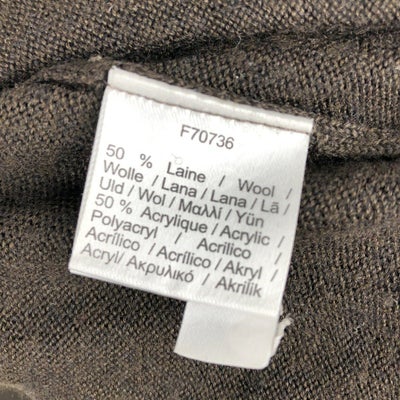 F70736
50 % Laine / Wool /
Wolle / Lana / Lana / Lã /
Uld / Wol / Μαλλί / Yün
50 % Acrylique / Acrylic /
Polyacryl / Acrilico /
Acrílico / Acrílico / Akryl /
Acryl/ Ακρυλικό / Akrilik